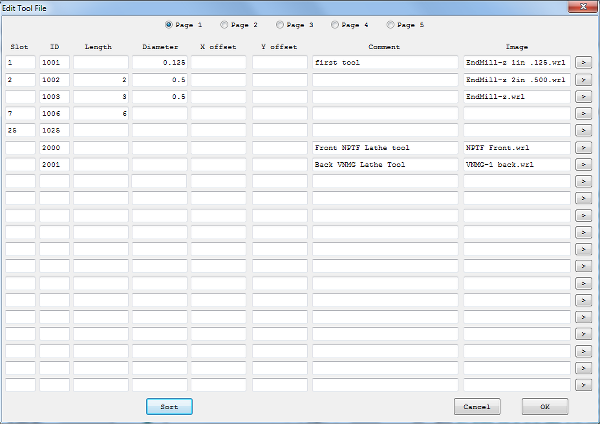 Edit Tool File
Page 1 Page 2 Page 3 Page 4 Page 5
Slot ID Length Diameter X offset Y offset Comment Image
1 1001 0.125 first tool EndMill-z 1in .125.wrl >
2 1002 2 0.5 EndMill-z 2in .500.wrl >
1003 3 0.5 EndMill-z.wrl >
7 1006 6 >
25 1025 >
2000 Front NPTF Lathe tool NPTF Front.wrl >
2001 Back VNMG Lathe Tool VNMG-1 back.wrl >
>
>
>
>
>
>
>
>
>
>
>
>
>
Sort Cancel OK